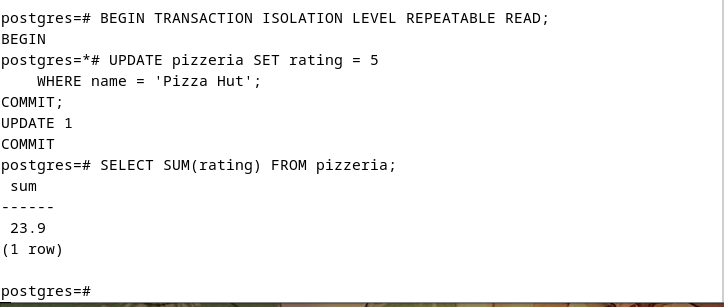 postgres=# BEGIN TRANSACTION ISOLATION LEVEL REPEATABLE READ;
BEGIN
postgres=*# UPDATE pizzeria SET rating = 5
    WHERE name = 'Pizza Hut';
COMMIT;
UPDATE 1
COMMIT
postgres=# SELECT SUM(rating) FROM pizzeria;
 sum
------
 23.9
(1 row)

postgres=#